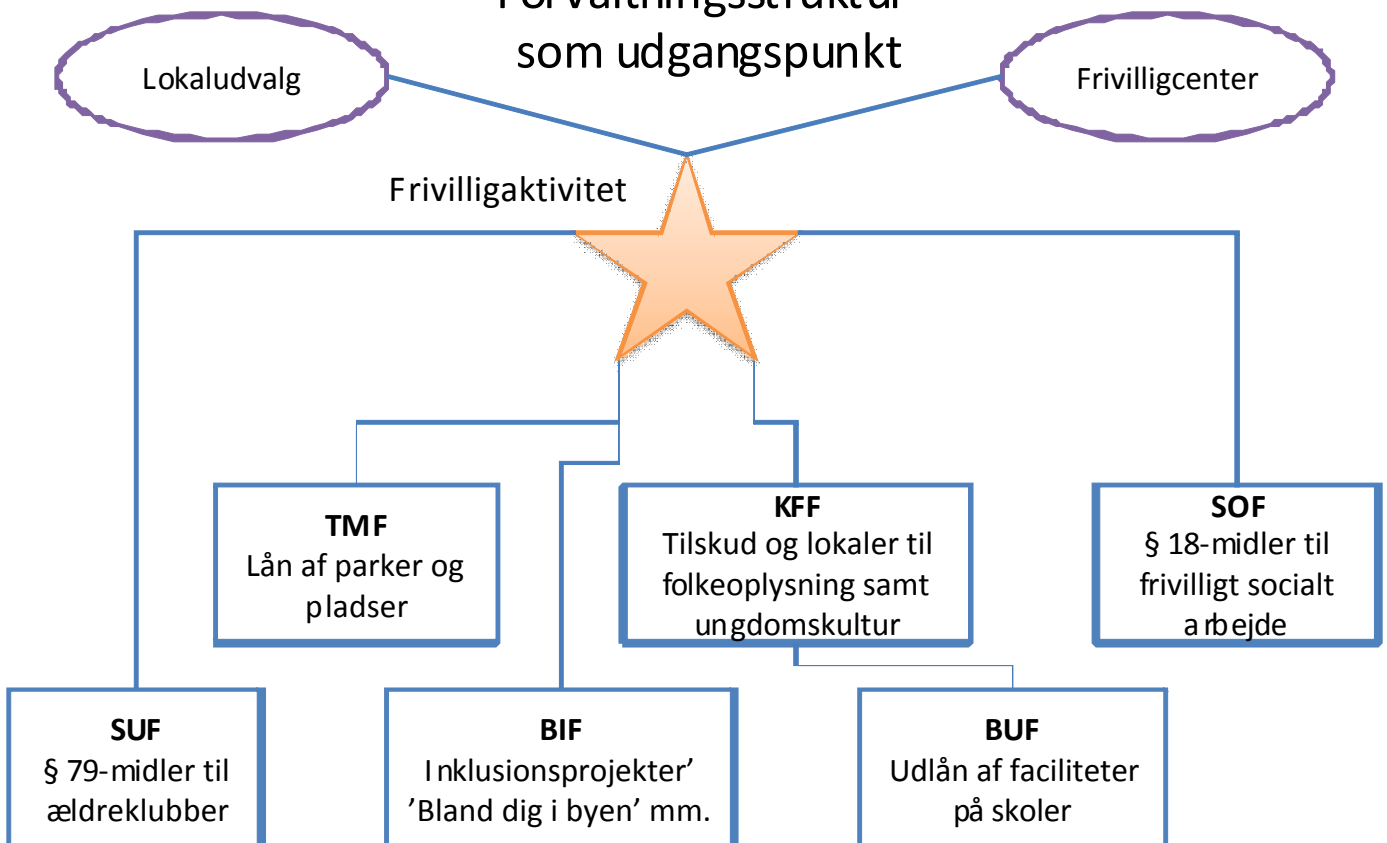 Forvaltningsstruktur
som udgangspunkt
Lokaludvalg
Frivilligcenter
Frivilligaktivitet
TMF
Lån af parker og
pladser
KFF
Tilskud og lokaler til
folkeoplysning samt
ungdomskultur
SOF
§ 18-midler til
frivilligt socialt
arbejde
SUF
§ 79-midler til
ældreklubber
BIF
Inklusionsprojekter’
’Bland dig i byen’ mm.
BUF
Udlån af faciliteter
på skoler